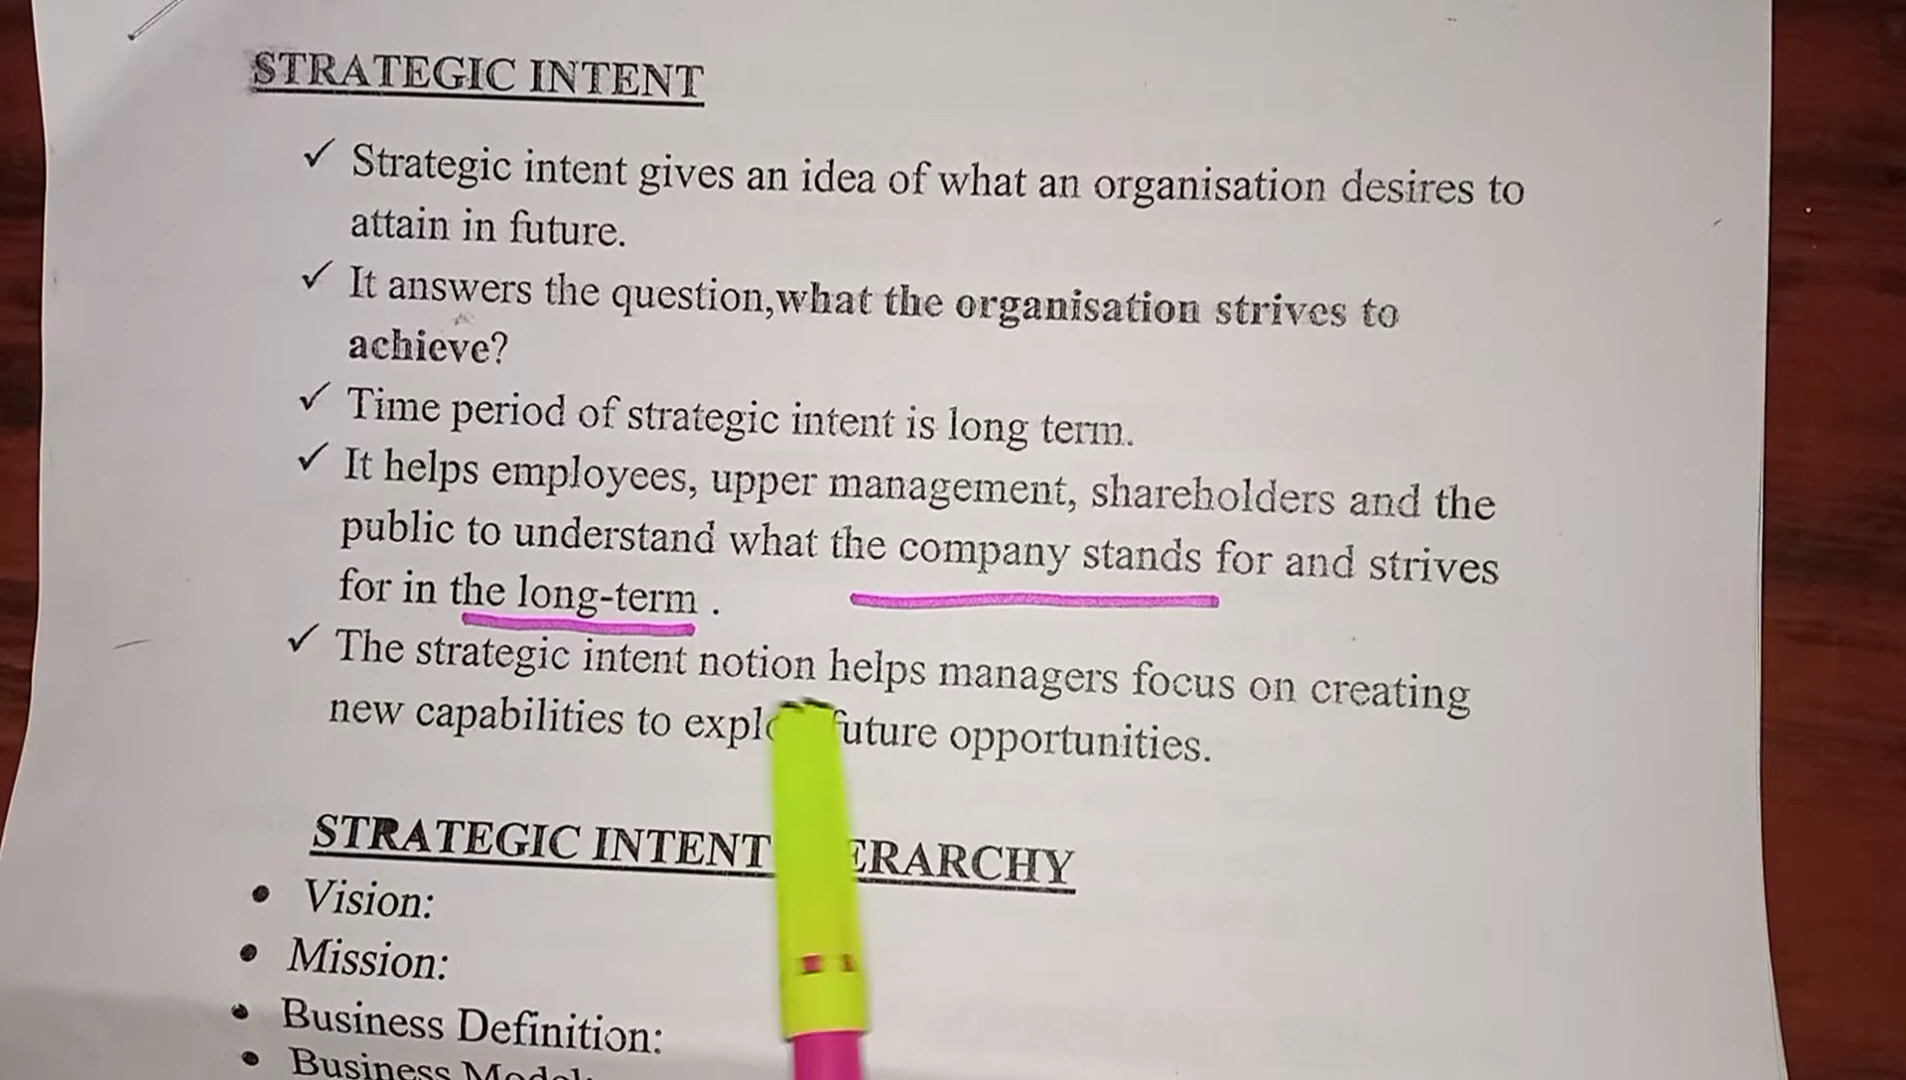 STRATEGIC INTENT
✓ Strategic intent gives an idea of what an organisation desires to
attain in future.
✓ It answers the question,what the organisation strives to
achieve?
✓ Time period of strategic intent is long term.
✓ It helps employees, upper management, shareholders and the
public to understand what the company stands for and strives
for in the long-term .
✓ The strategic intent notion helps managers focus on creating
new capabilities to future opportunities.
STRATEGIC INTENT
• Vision:
• Mission:
• Business Definition:
• Business Model: